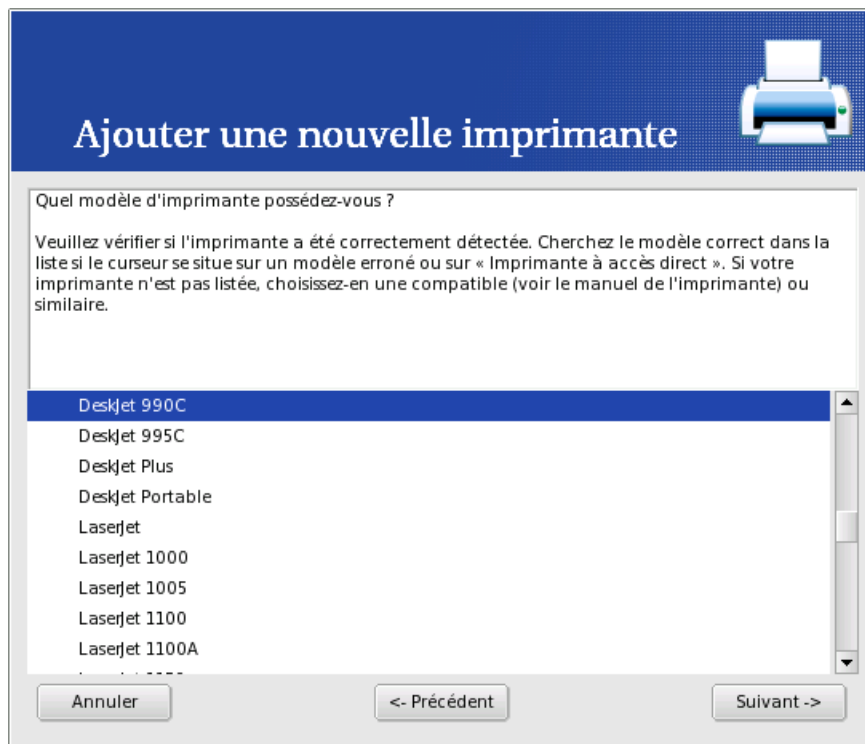 Ajouter une nouvelle imprimante
Quel modèle d'imprimante possédez-vous ?
Veuillez vérifier si l'imprimante a été correctement détectée. Cherchez le modèle correct dans la
liste si le curseur se situe sur un modèle erroné ou sur « Imprimante à accès direct ». Si votre
imprimante n'est pas listée, choisissez-en une compatible (voir le manuel de l'imprimante) ou
similaire.
DeskJet 990C
DeskJet 995C
DeskJet Plus
DeskJet Portable
LaserJet
LaserJet 1000
LaserJet 1005
LaserJet 1100
LaserJet 1100A
Annuler
<- Précédent
Suivant ->